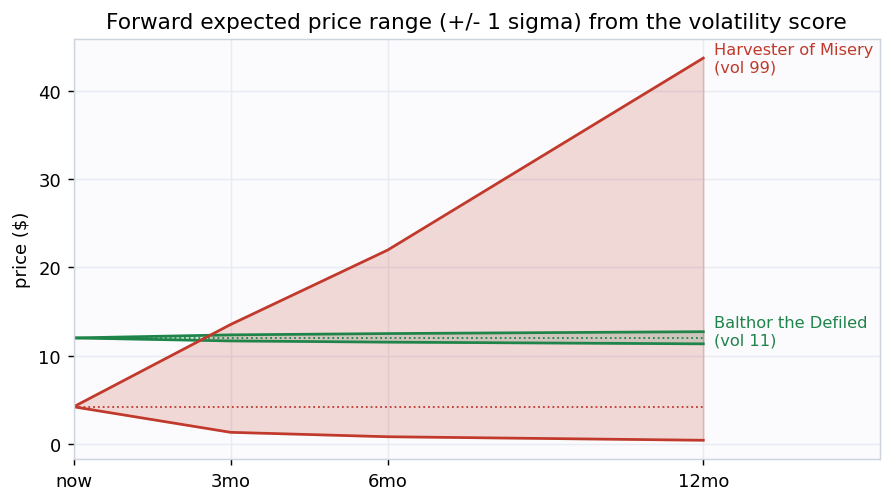 Forward expected price range (+/- 1 sigma) from the volatility score
Harvester of Misery
(vol 99)
Balthor the Defiled
(vol 11)
price ($)
40
30
20
10
0
now
3mo
6mo
12mo